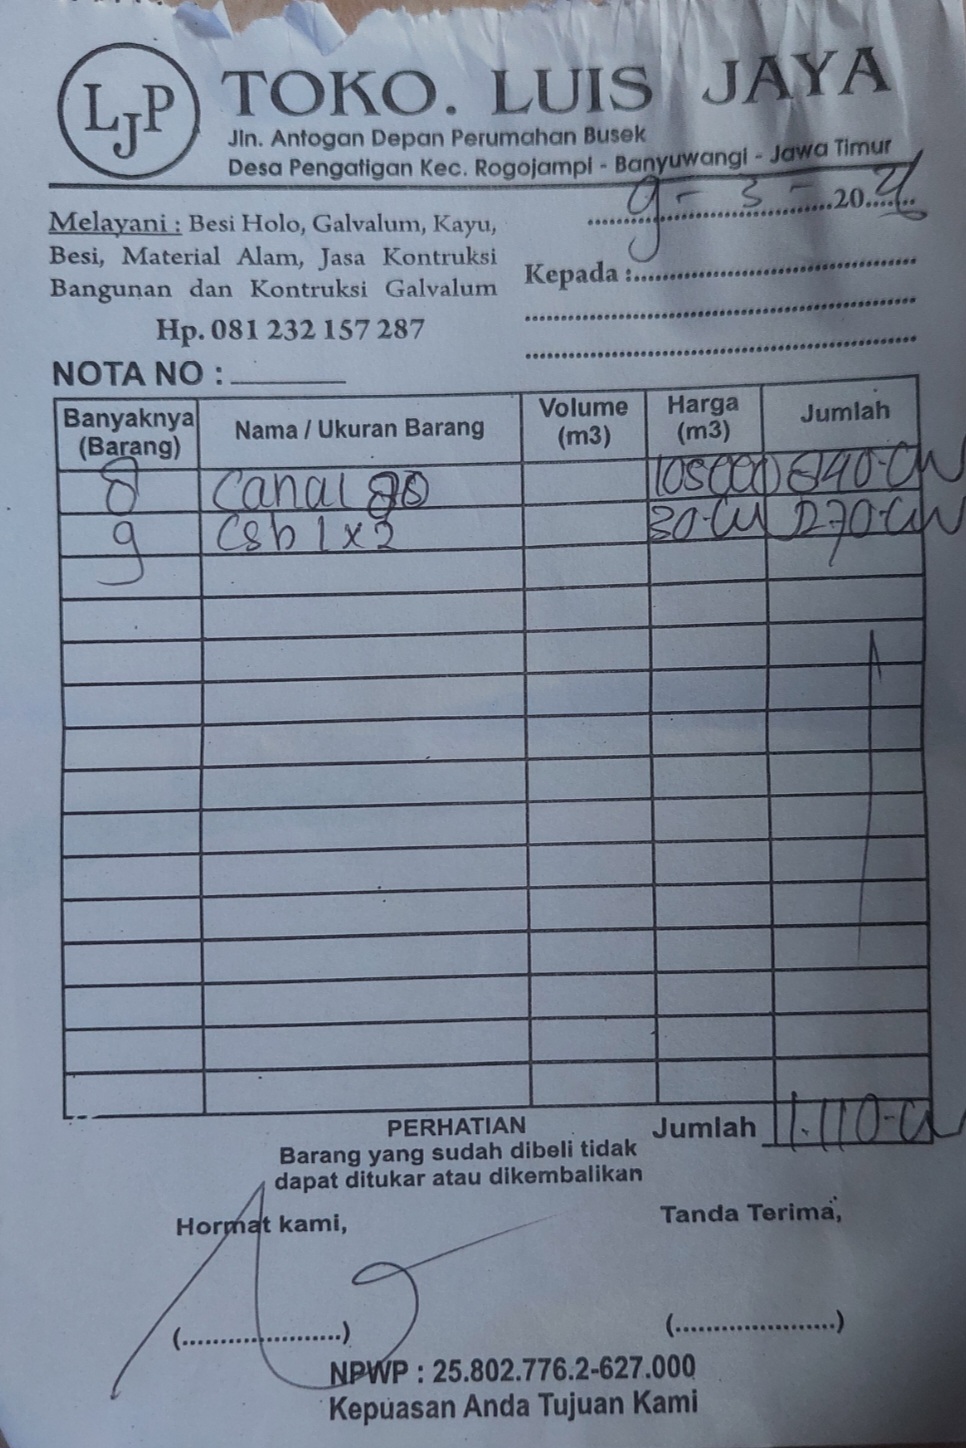 LJP
TOKO. LUIS JAYA
Jln. Antogan Depan Perumahan Busek
Desa Pengatigan Kec. Rogojampi - Banyuwangi - Jawa Timur
Melayani : Besi Holo, Galvalum, Kayu,
Besi, Material Alam, Jasa Kontruksi
Bangunan dan Kontruksi Galvalum
Hp. 081 232 157 287
9 - 3 - 20
Kepada :
NOTA NO :
Banyaknya (Barang) Nama / Ukuran Barang Volume (m3) Harga (m3) Jumlah
8 Canal 105000 840.
9 1x2 30. 270.
Jumlah 1.110.
PERHATIAN
Barang yang sudah dibeli tidak
dapat ditukar atau dikembalikan
Hormat kami, Tanda Terima,
(.....................) (.....................)
NPWP : 25.802.776.2-627.000
Kepuasan Anda Tujuan Kami